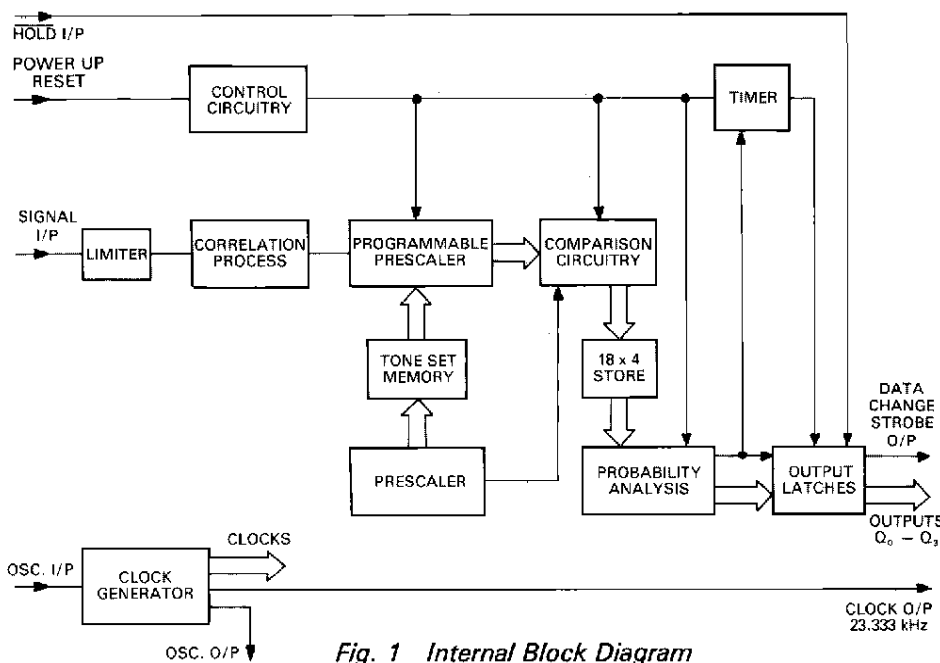 HOLD I/P
POWER UP
RESET
CONTROL
CIRCUITRY
TIMER
SIGNAL
I/P
LIMITER
CORRELATION
PROCESS
PROGRAMMABLE
PRESCALER
COMPARISON
CIRCUITRY
TONE SET
MEMORY
18 x 4
STORE
DATA
CHANGE
STROBE
O/P
PRESCALER
PROBABILITY
ANALYSIS
OUTPUT
LATCHES
OUTPUTS
Q₀ – Q₃
CLOCKS
OSC. I/P
CLOCK
GENERATOR
CLOCK O/P
23.333 kHz
OSC. O/P
Fig. 1 Internal Block Diagram